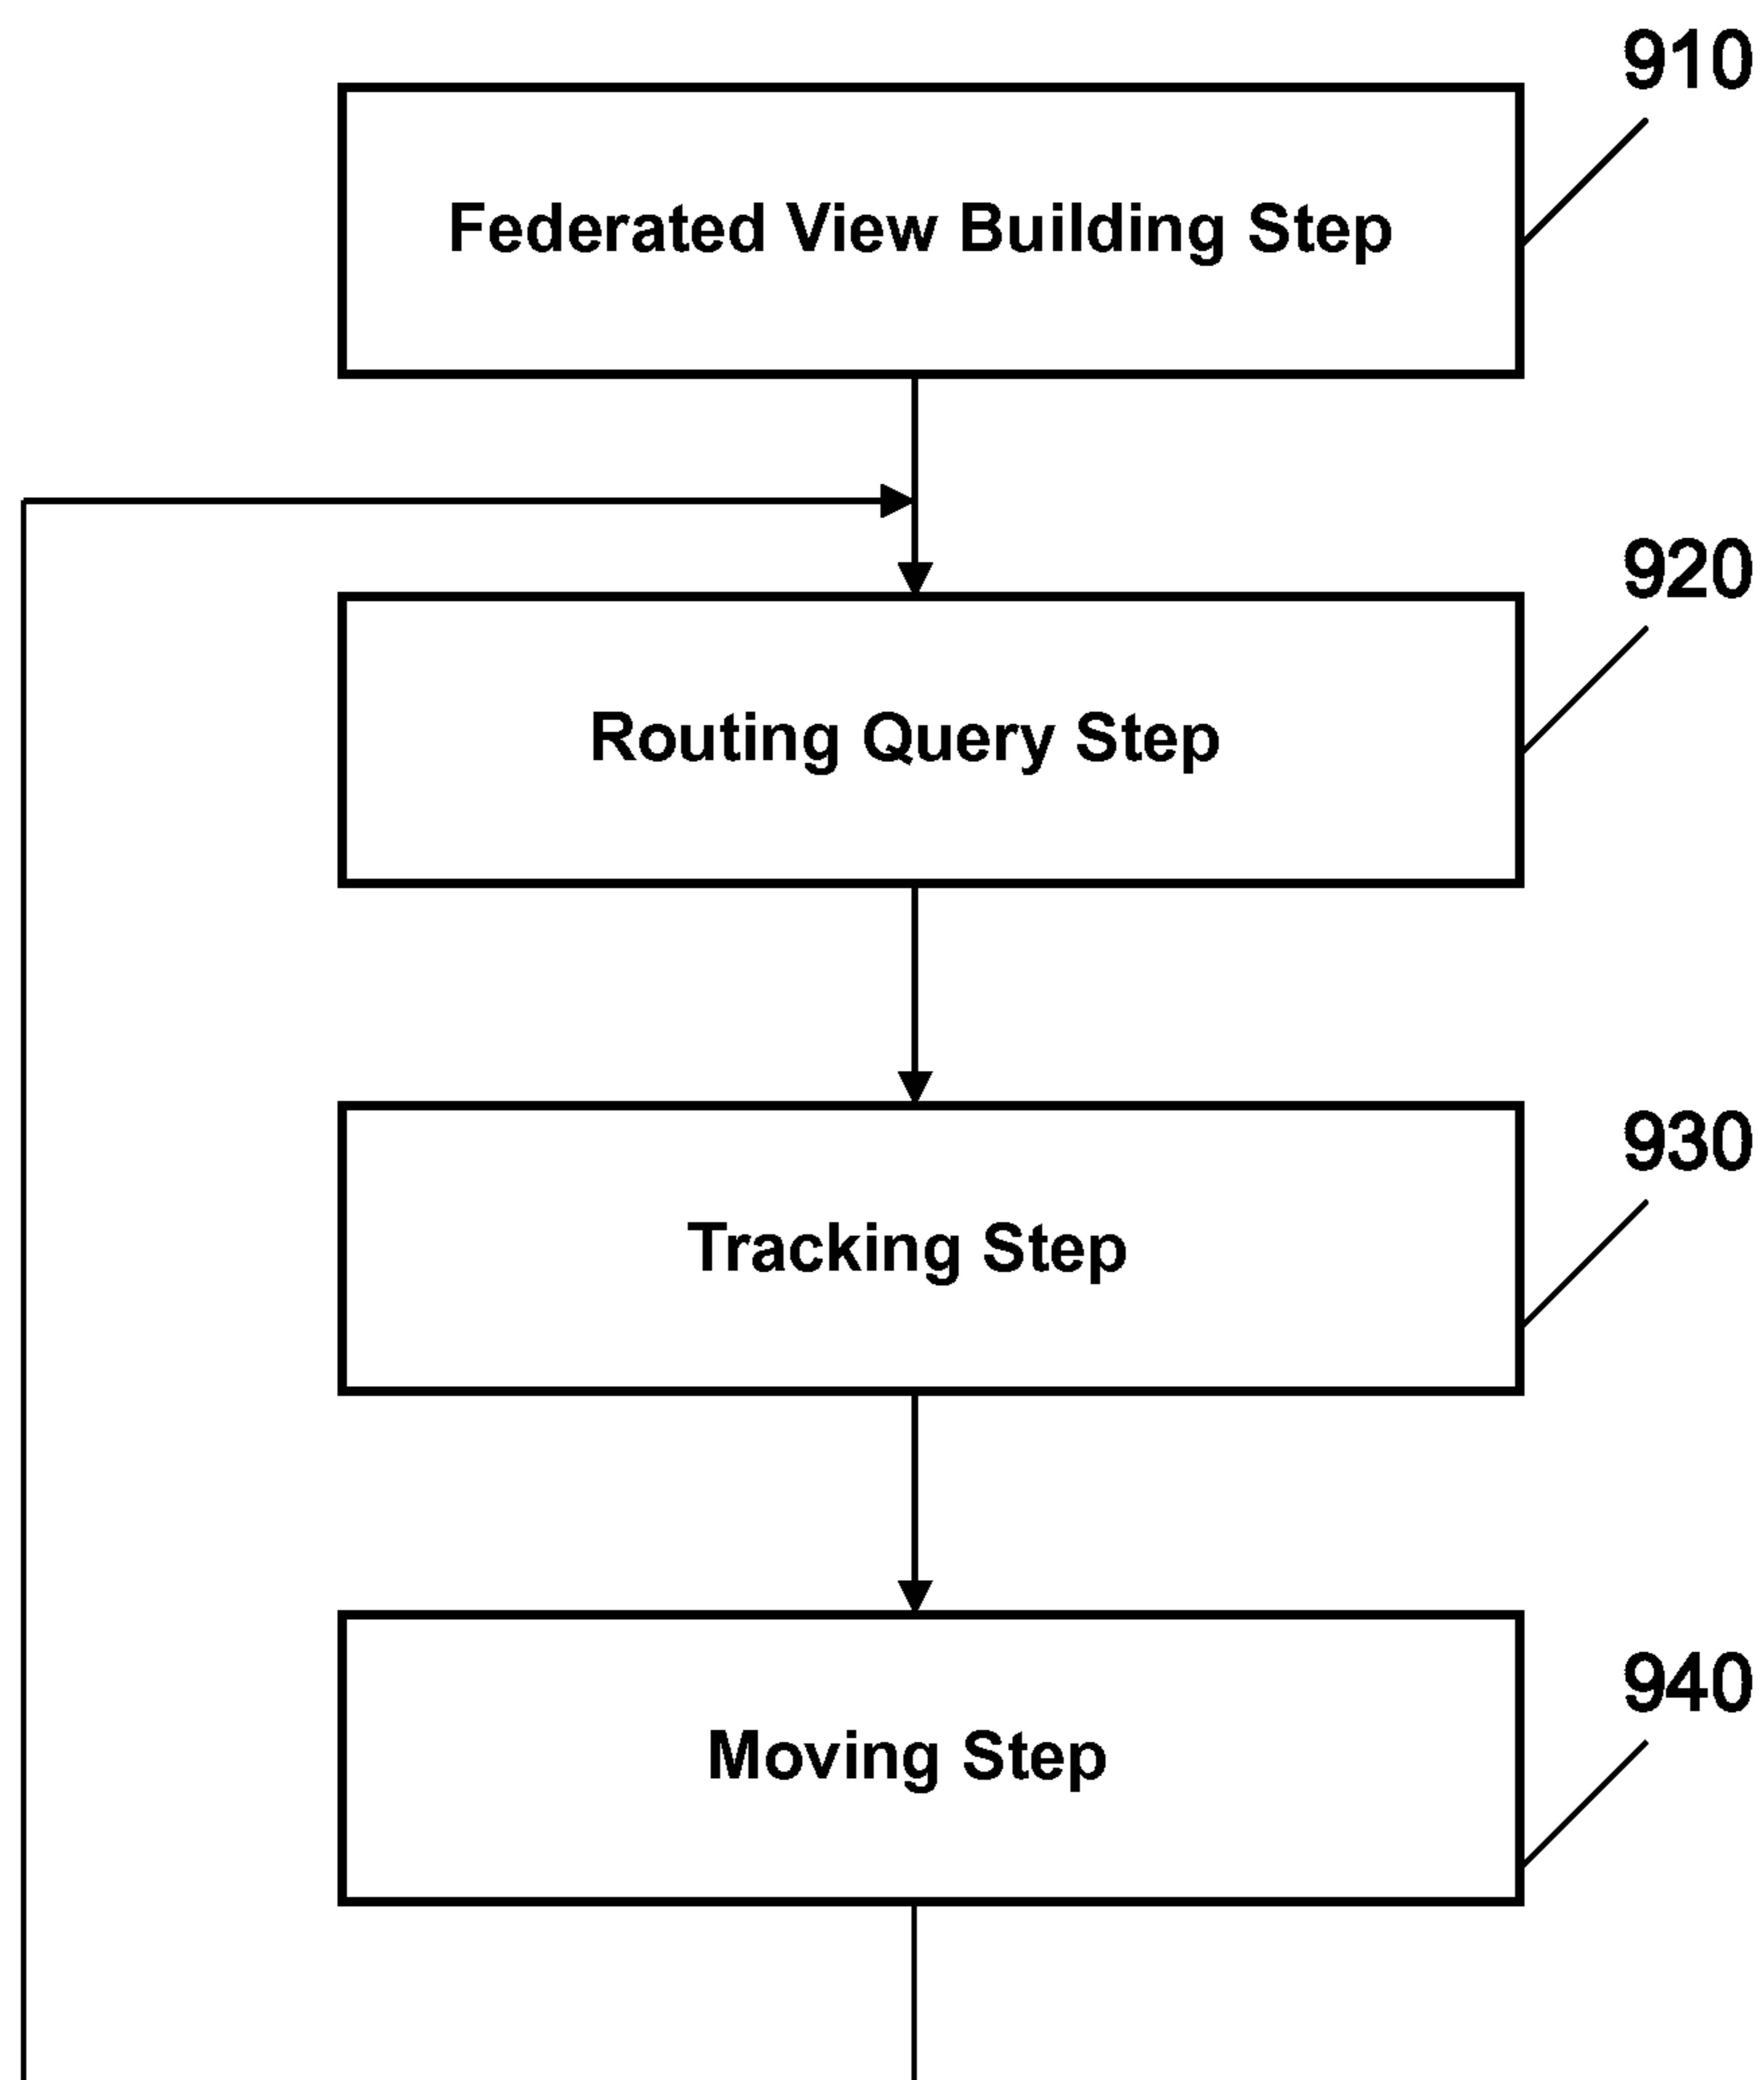 910
Federated View Building Step
920
Routing Query Step
930
Tracking Step
940
Moving Step